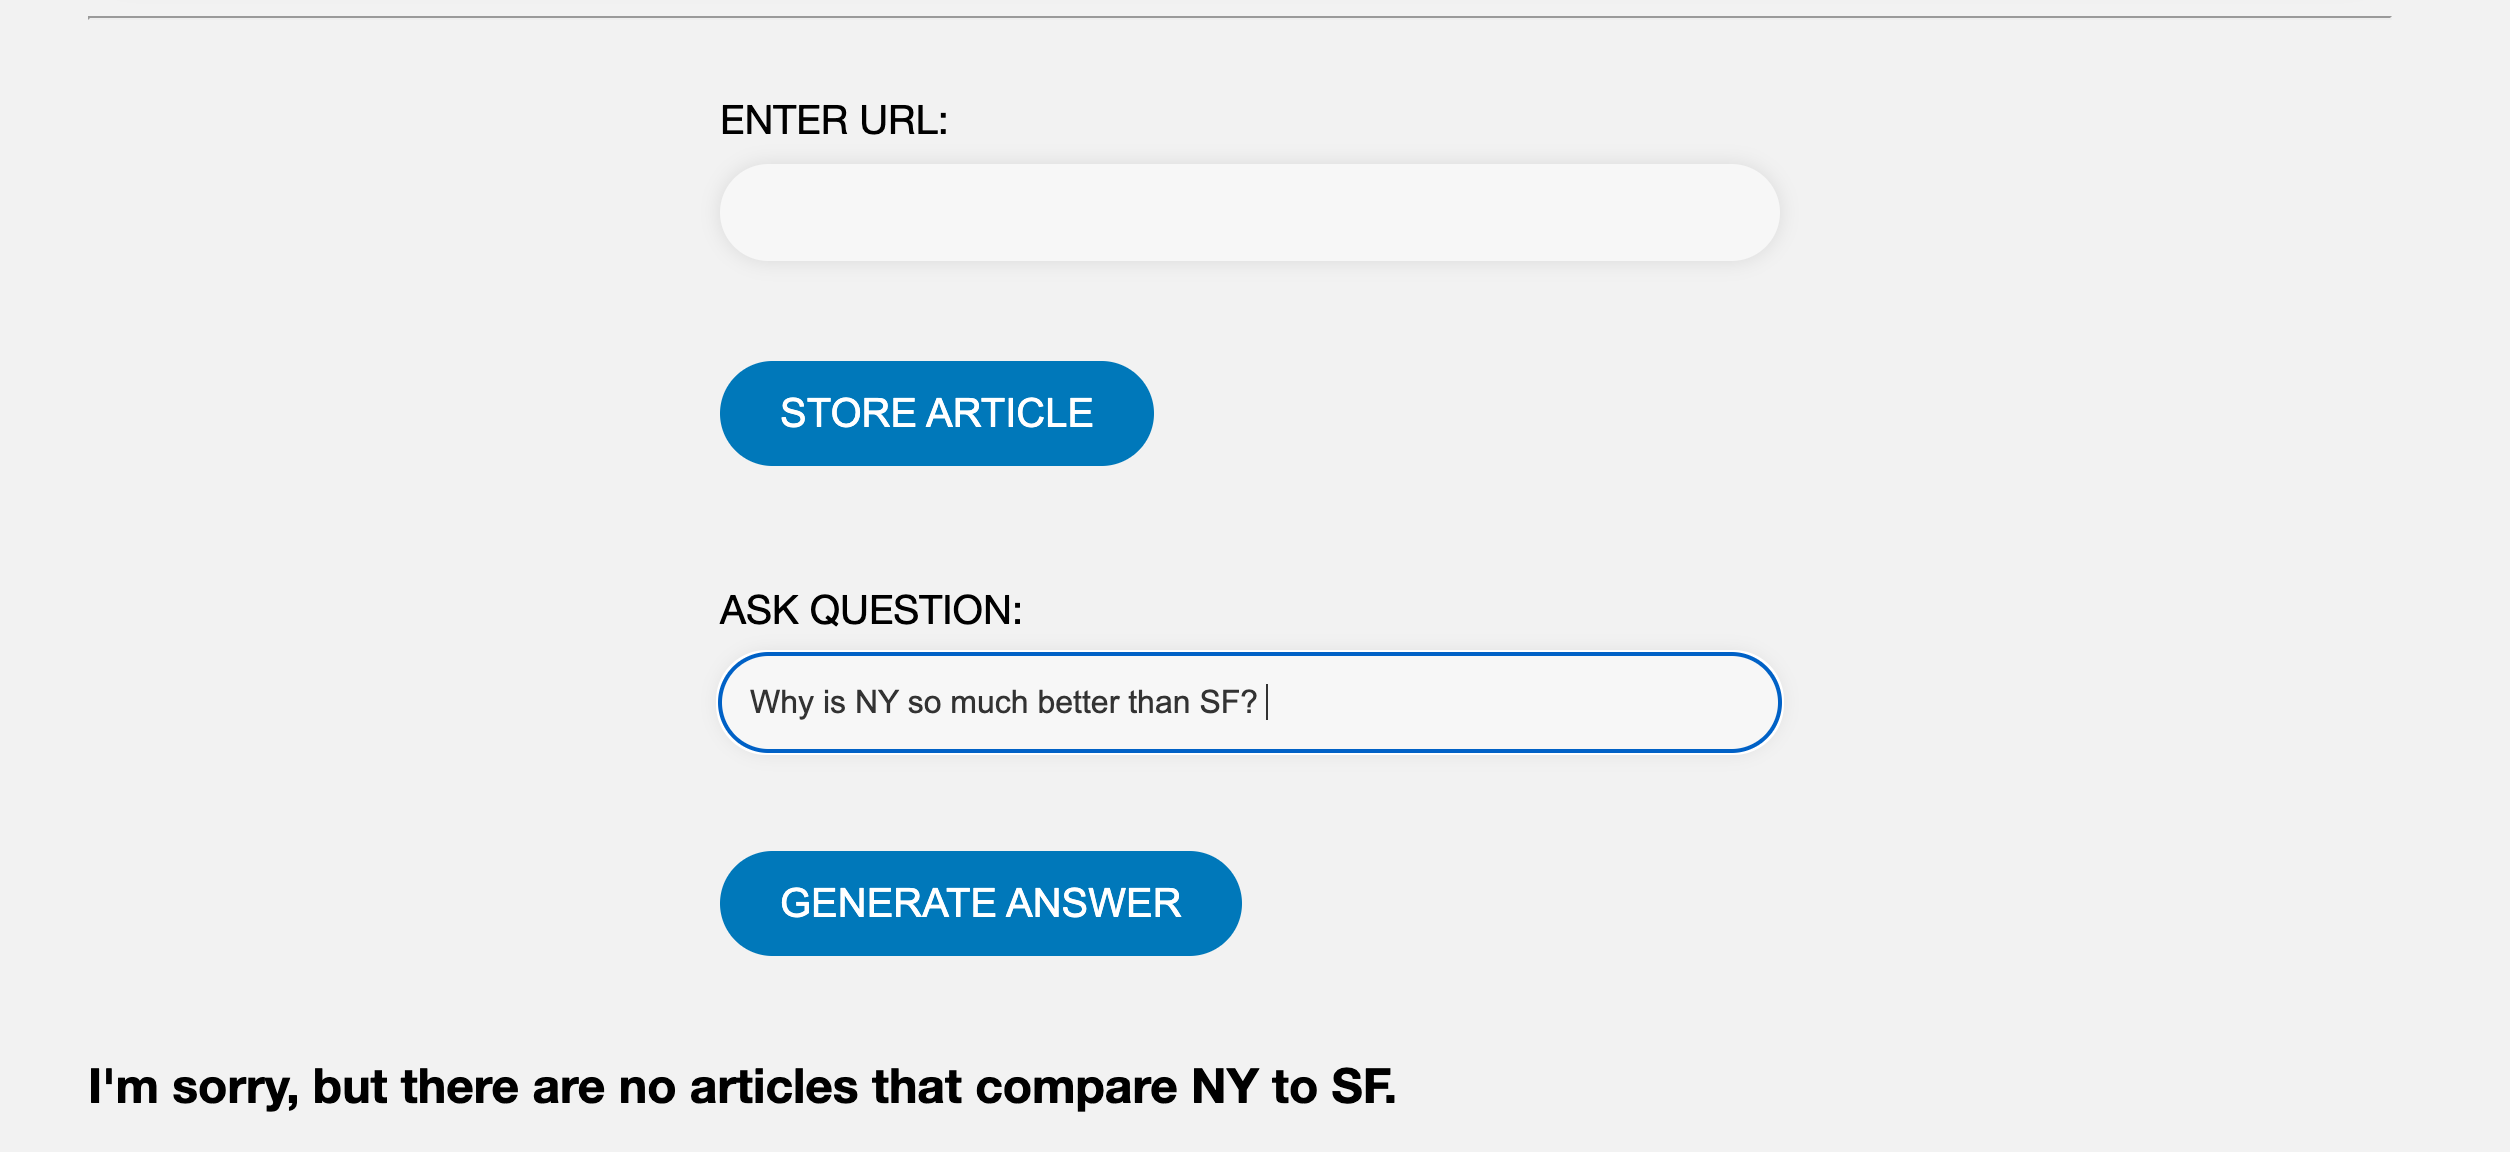 ENTER URL:
STORE ARTICLE
ASK QUESTION:
Why is NY so much better than SF?
GENERATE ANSWER
I'm sorry, but there are no articles that compare NY to SF.